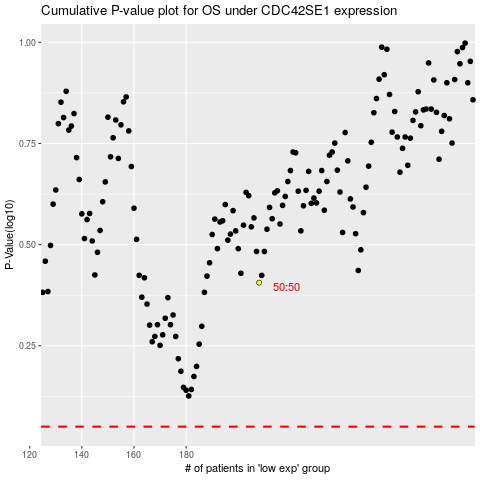 Cumulative P-value plot for OS under CDC42SE1 expression
P-Value(log10)
1.00
0.75
0.50
0.25
50:50
120 140 160 180
# of patients in 'low exp' group